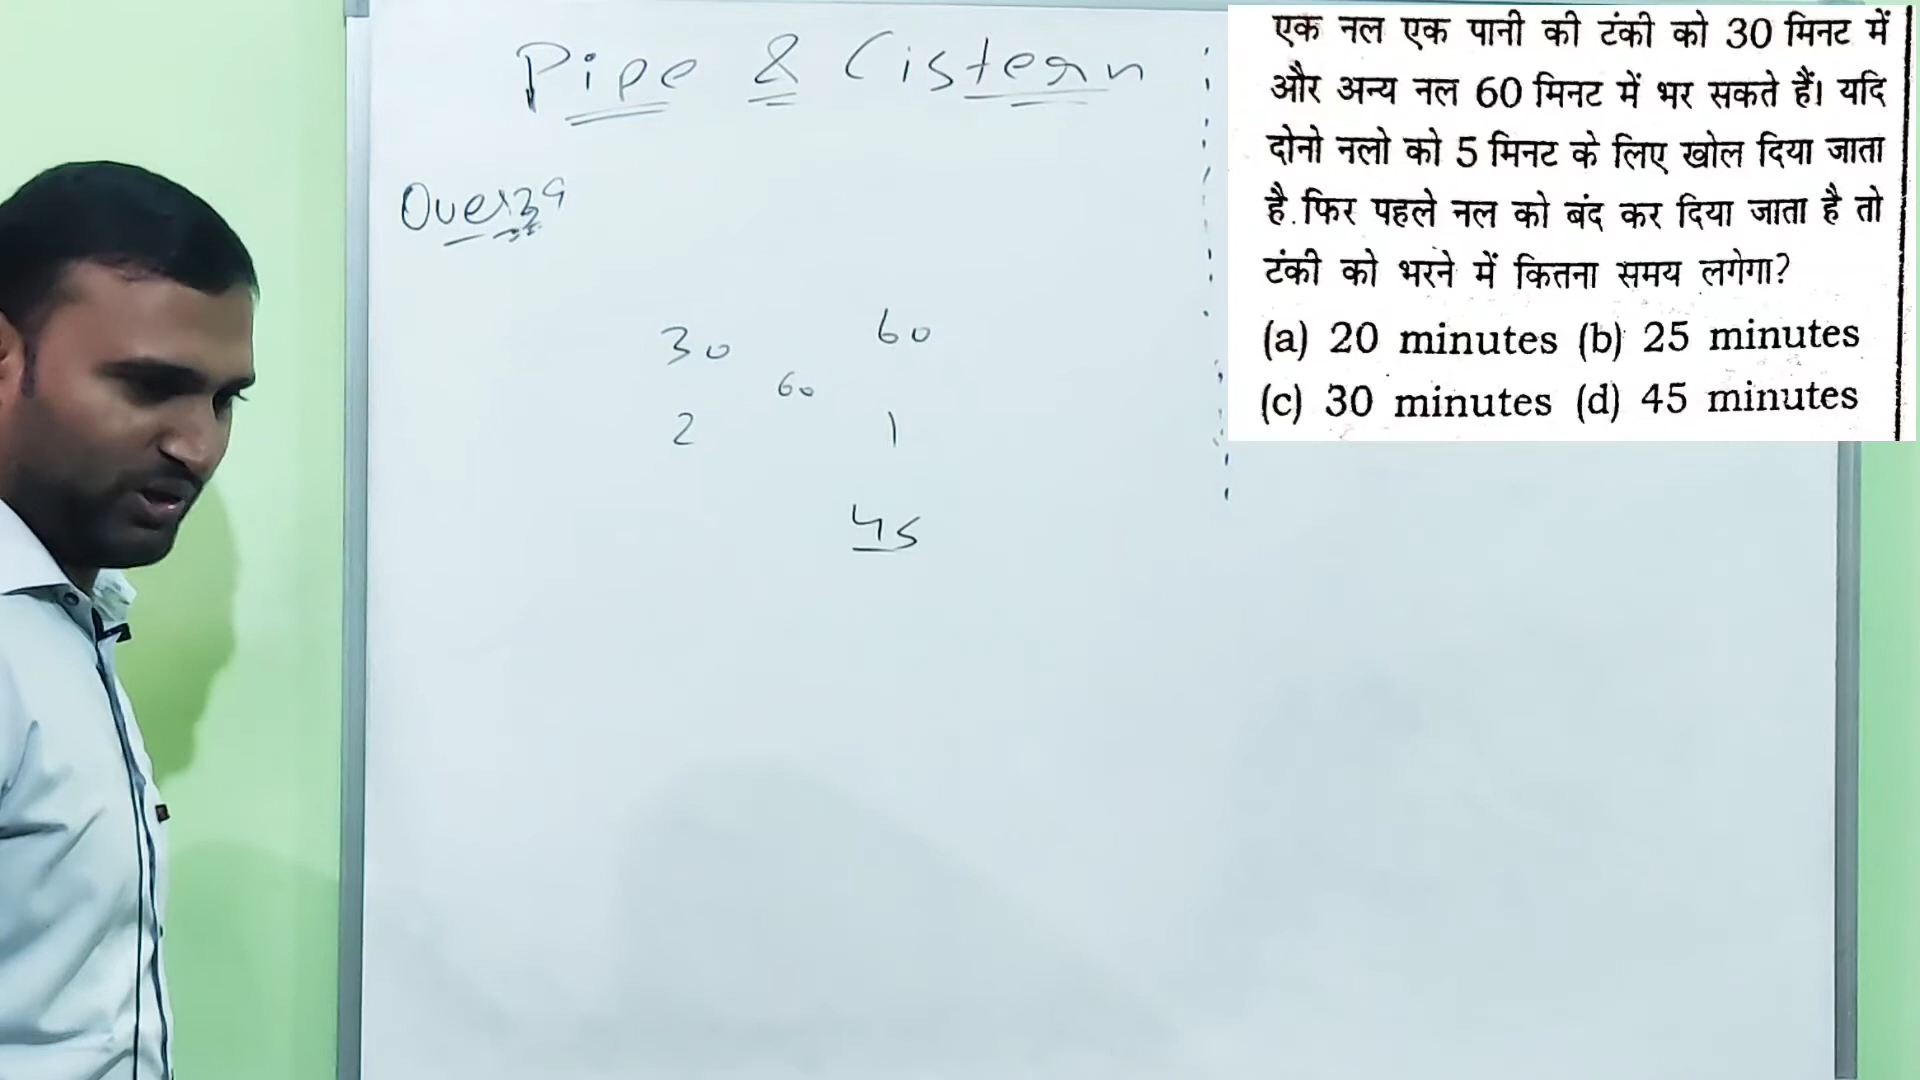 Pipe & Cistern
30 60
60
2 1
45
एक नल एक पानी की टंकी को 30 मिनट में
और अन्य नल 60 मिनट में भर सकते हैं। यदि
दोनो नलो को 5 मिनट के लिए खोल दिया जाता
है. फिर पहले नल को बंद कर दिया जाता है तो
टंकी को भरने में कितना समय लगेगा?
(a) 20 minutes (b) 25 minutes
(c) 30 minutes (d) 45 minutes